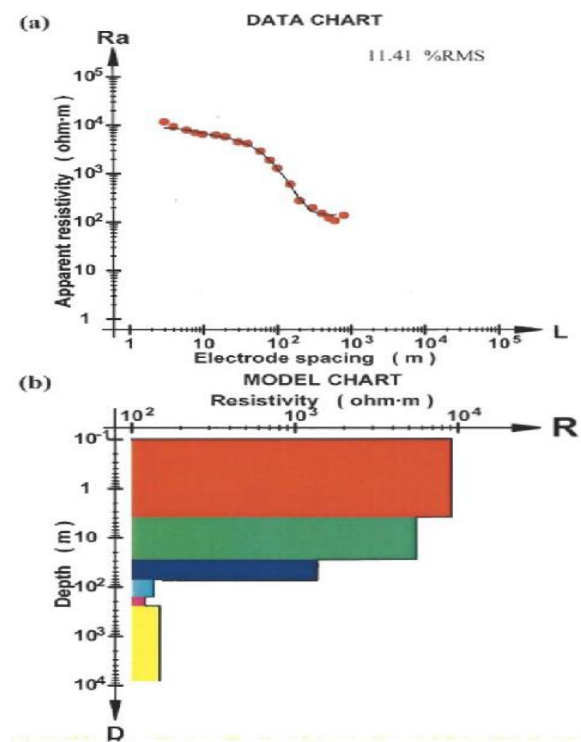 (a)
DATA CHART
Ra
11.41 %RMS
10⁵
10⁴
10³
10²
10
1
Apparent resistivity ( ohm·m )
1 10 10² 10³ 10⁴ 10⁵
L
Electrode spacing ( m )
(b)
MODEL CHART
Resistivity ( ohm·m )
10² 10³ 10⁴
R
10⁻¹
1
10
10²
10³
10⁴
Depth ( m )
D